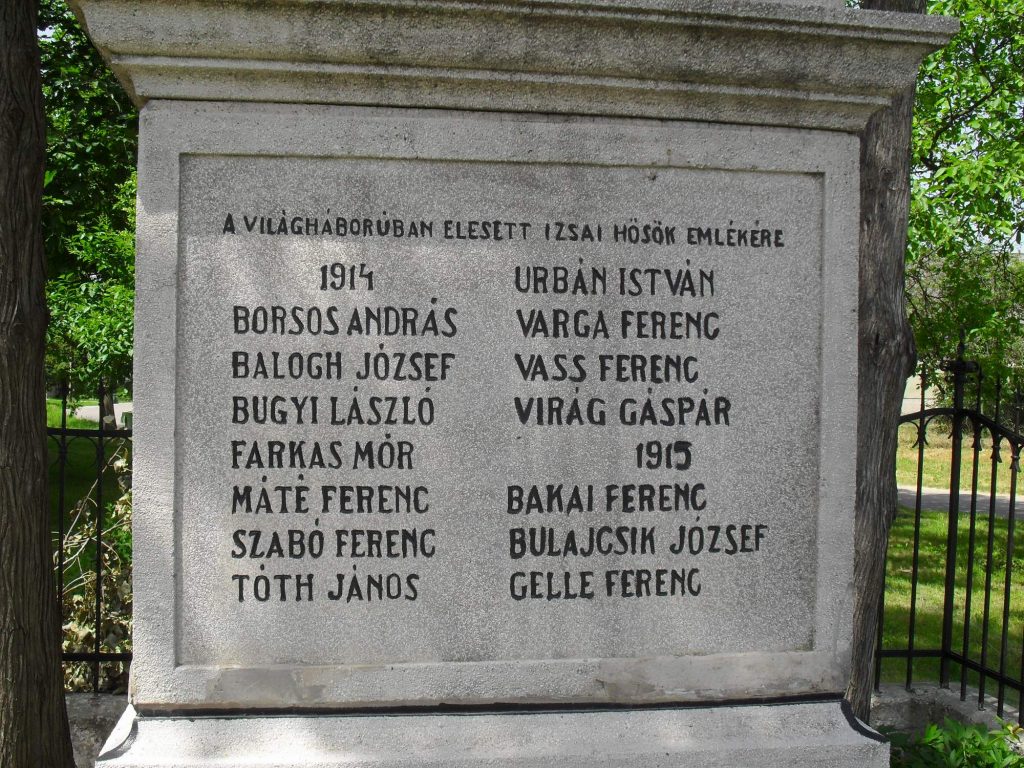 A VILÁGHÁBORÚBAN ELESETT IZSAI HŐSÖK EMLÉKÉRE
1914
BORSOS ANDRÁS
BALOGH JÓZSEF
BUGYI LÁSZLÓ
FARKAS MÓR
MÁTÉ FERENC
SZABÓ FERENC
TÓTH JÁNOS
URBÁN ISTVÁN
VARGA FERENC
VASS FERENC
VIRÁG GÁSPÁR
1915
BAKAI FERENC
BULAJCSIK JÓZSEF
GELLE FERENC